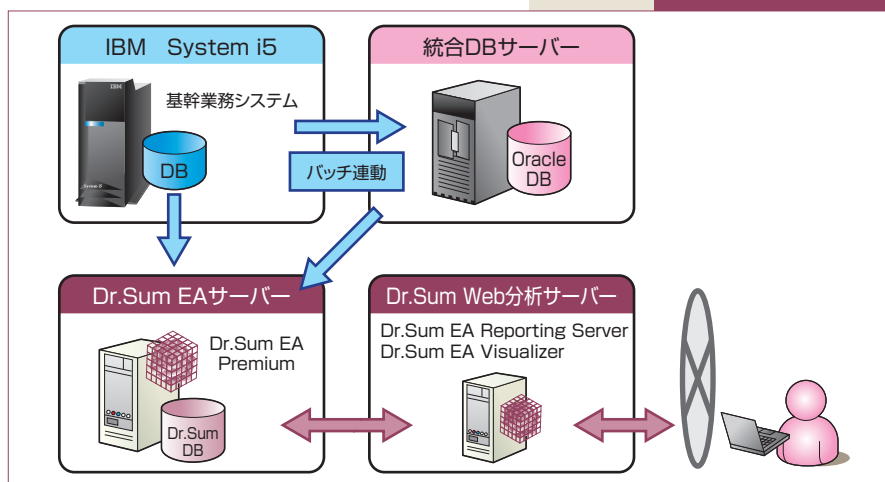 IBM System i5
統合DBサーバー
IBM
基幹業務システム
DB
System i5
バッチ連動
Oracle
DB
Dr.Sum EAサーバー
Dr.Sum Web分析サーバー
Dr.Sum EA
Premium
Dr.Sum
DB
Dr.Sum EA Reporting Server
Dr.Sum EA Visualizer